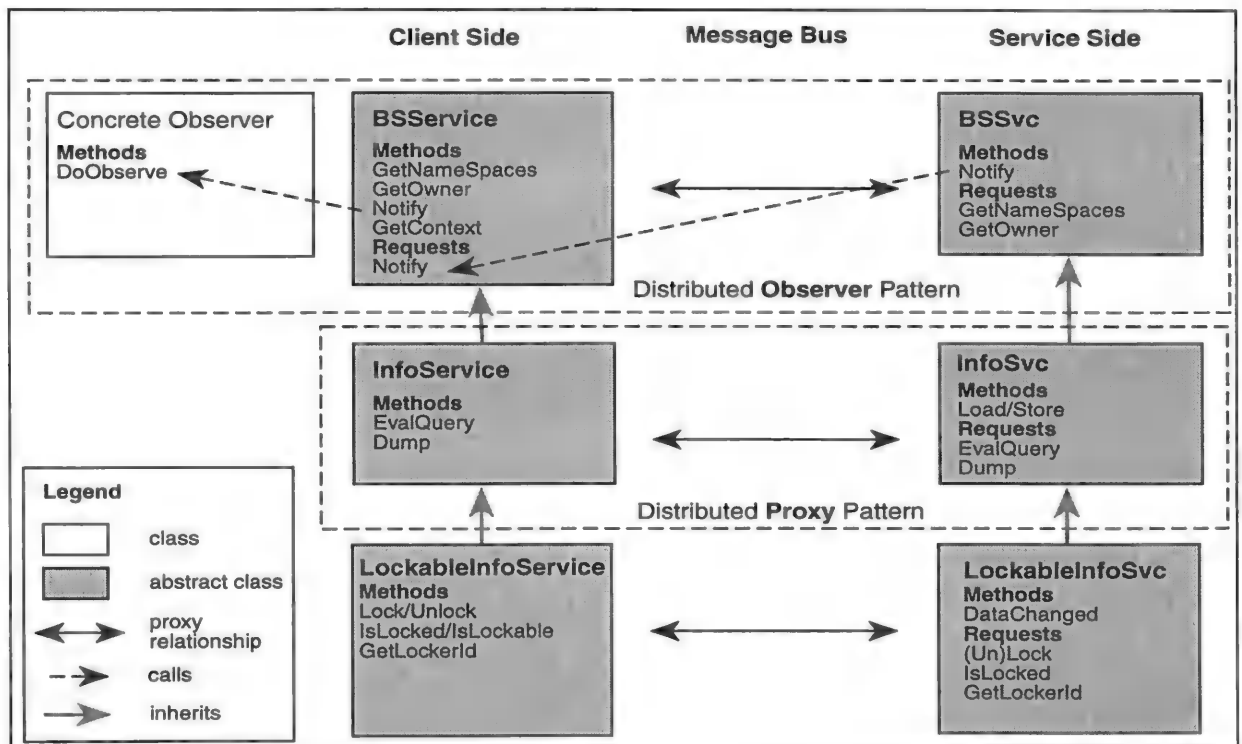 Client Side
Message Bus
Service Side
Concrete Observer
Methods
DoObserve
BSService
Methods
GetNameSpaces
GetOwner
Notify
GetContext
Requests
Notify
BSSvc
Methods
Notify
Requests
GetNameSpaces
GetOwner
Distributed Observer Pattern
InfoService
Methods
EvalQuery
Dump
InfoSvc
Methods
Load/Store
Requests
EvalQuery
Dump
Distributed Proxy Pattern
LockableInfoService
Methods
Lock/Unlock
IsLocked/IsLockable
GetLockerId
LockableInfoSvc
Methods
DataChanged
Requests
(Un)Lock
IsLocked
GetLockerId
Legend
class
abstract class
proxy
relationship
calls
inherits